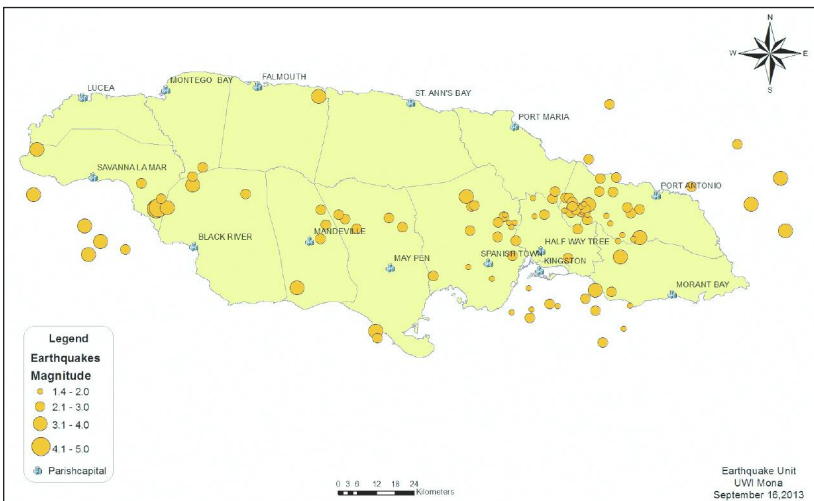 N
W E
S
LUCEA
MONTEGO BAY
FALMOUTH
ST. ANN'S BAY
PORT MARIA
SAVANNA LA MAR
PORT ANTONIO
BLACK RIVER
MANDEVILLE
MAY PEN
SPANISH TOWN
HALF WAY TREE
KINGSTON
MORANT BAY
Legend
Earthquakes
Magnitude
1.4 - 2.0
2.1 - 3.0
3.1 - 4.0
4.1 - 5.0
Parishcapital
0 3 6 12 18 24
Kilometers
Earthquake Unit
UWI Mona
September 16,2013